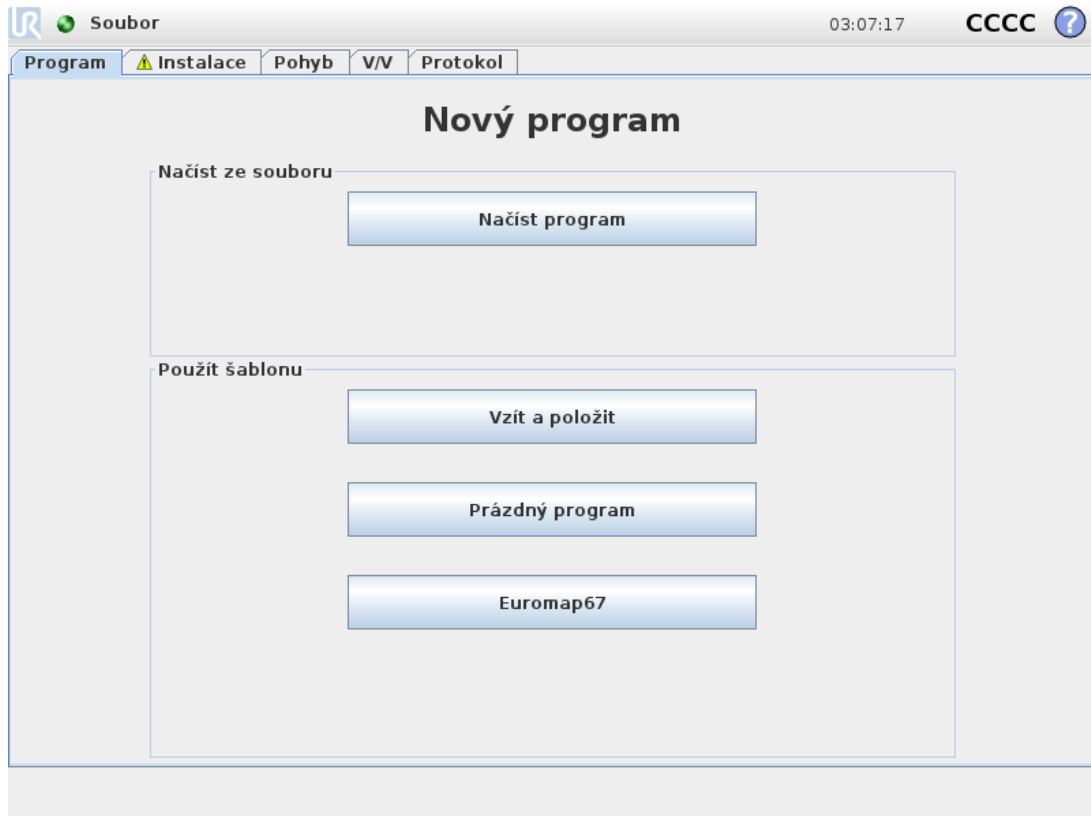 UR Soubor 03:07:17 CCCC ?
Program Instalace Pohyb V/V Protokol
Nový program
Načíst ze souboru
Načíst program
Použít šablonu
Vzít a položit
Prázdný program
Euromap67